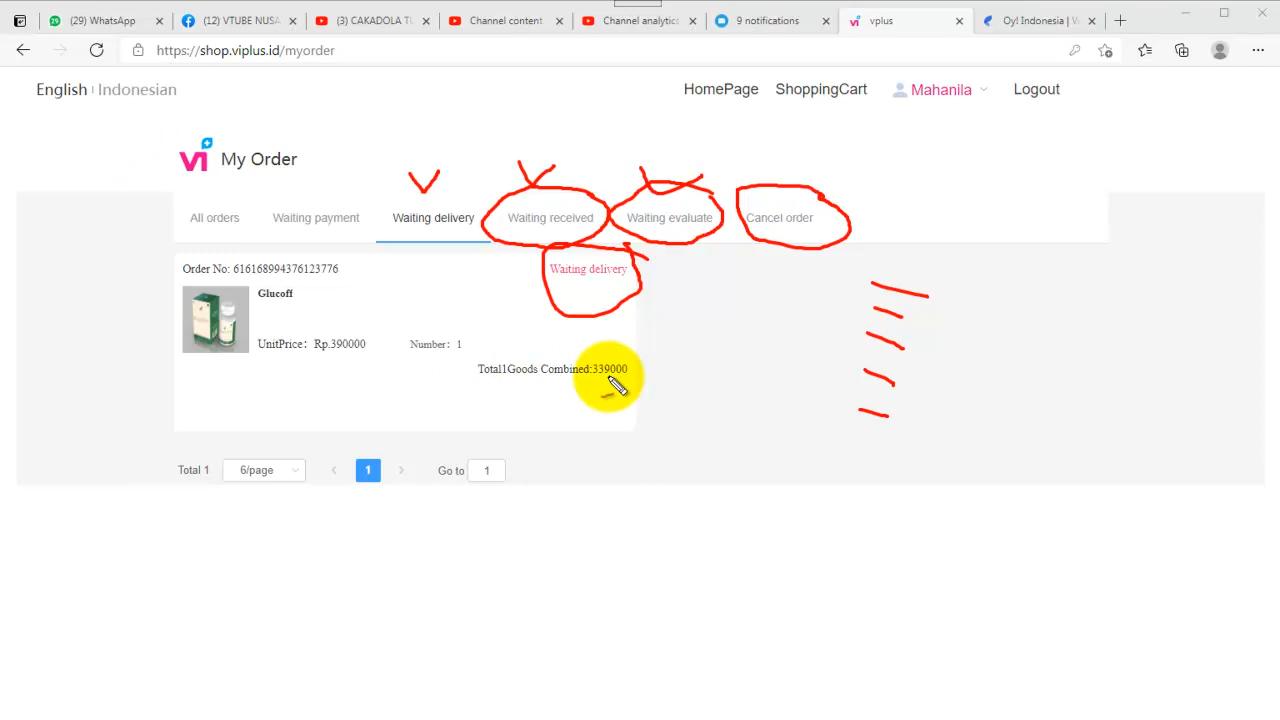 (29) WhatsApp
(12) VTUBE NUSA
(3) CAKADOLA TU
Channel content
Channel analytics
9 notifications
vplus
Oy! Indonesia | W
https://shop.viplus.id/myorder
English | Indonesian
HomePage
ShoppingCart
Mahanila
Logout
VI My Order
All orders
Waiting payment
Waiting delivery
Waiting received
Waiting evaluate
Cancel order
Order No: 616168994376123776
Waiting delivery
Glucoff
UnitPrice: Rp.390000
Number: 1
Total1Goods Combined:339000
Total 1
6/page
1
Go to
1